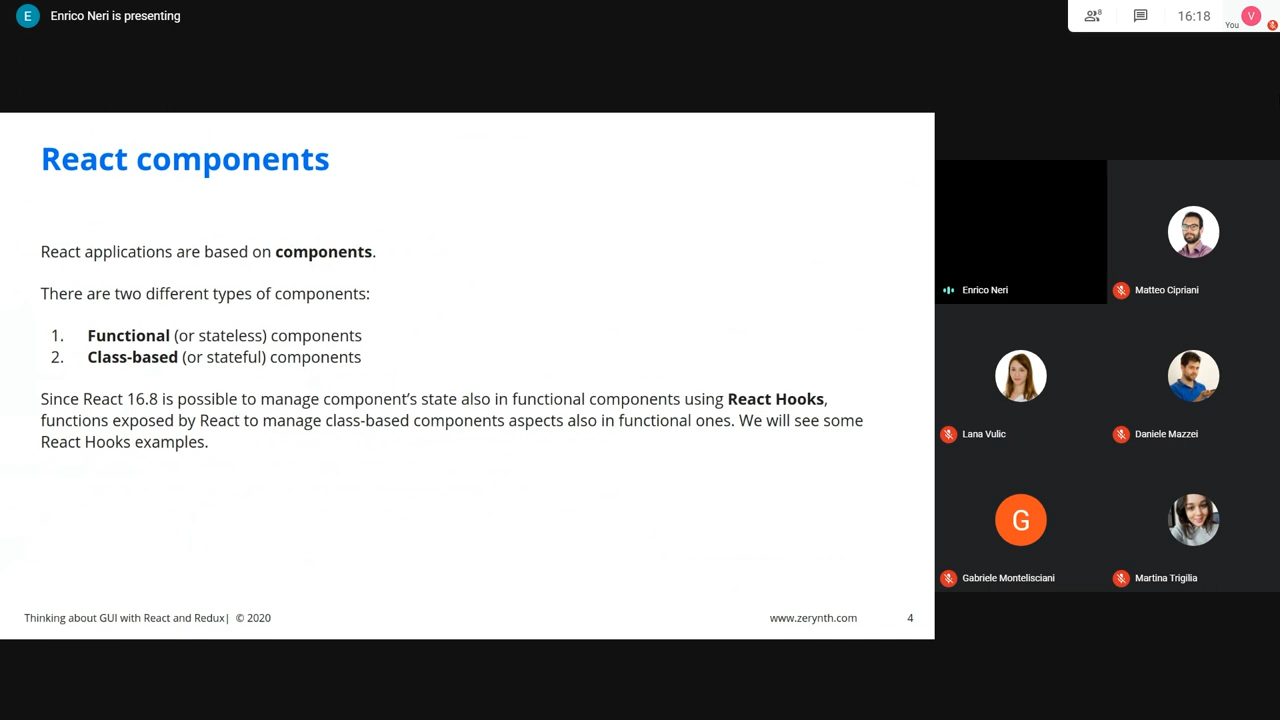 E Enrico Neri is presenting
8 16:18 You V
React components
React applications are based on components.
There are two different types of components:
1. Functional (or stateless) components
2. Class-based (or stateful) components
Since React 16.8 is possible to manage component's state also in functional components using React Hooks,
functions exposed by React to manage class-based components aspects also in functional ones. We will see some
React Hooks examples.
Thinking about GUI with React and Redux| © 2020 www.zerynth.com 4
Enrico Neri
Matteo Cipriani
Lana Vulic
Daniele Mazzei
G
Gabriele Montelisciani
Martina Trigilia